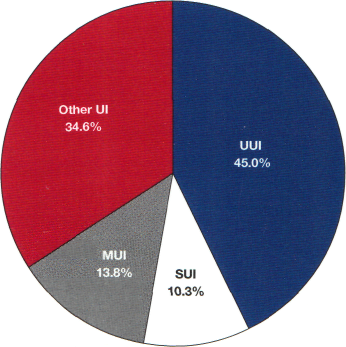 Other UI
34.6%
UUI
45.0%
MUI
13.8%
SUI
10.3%